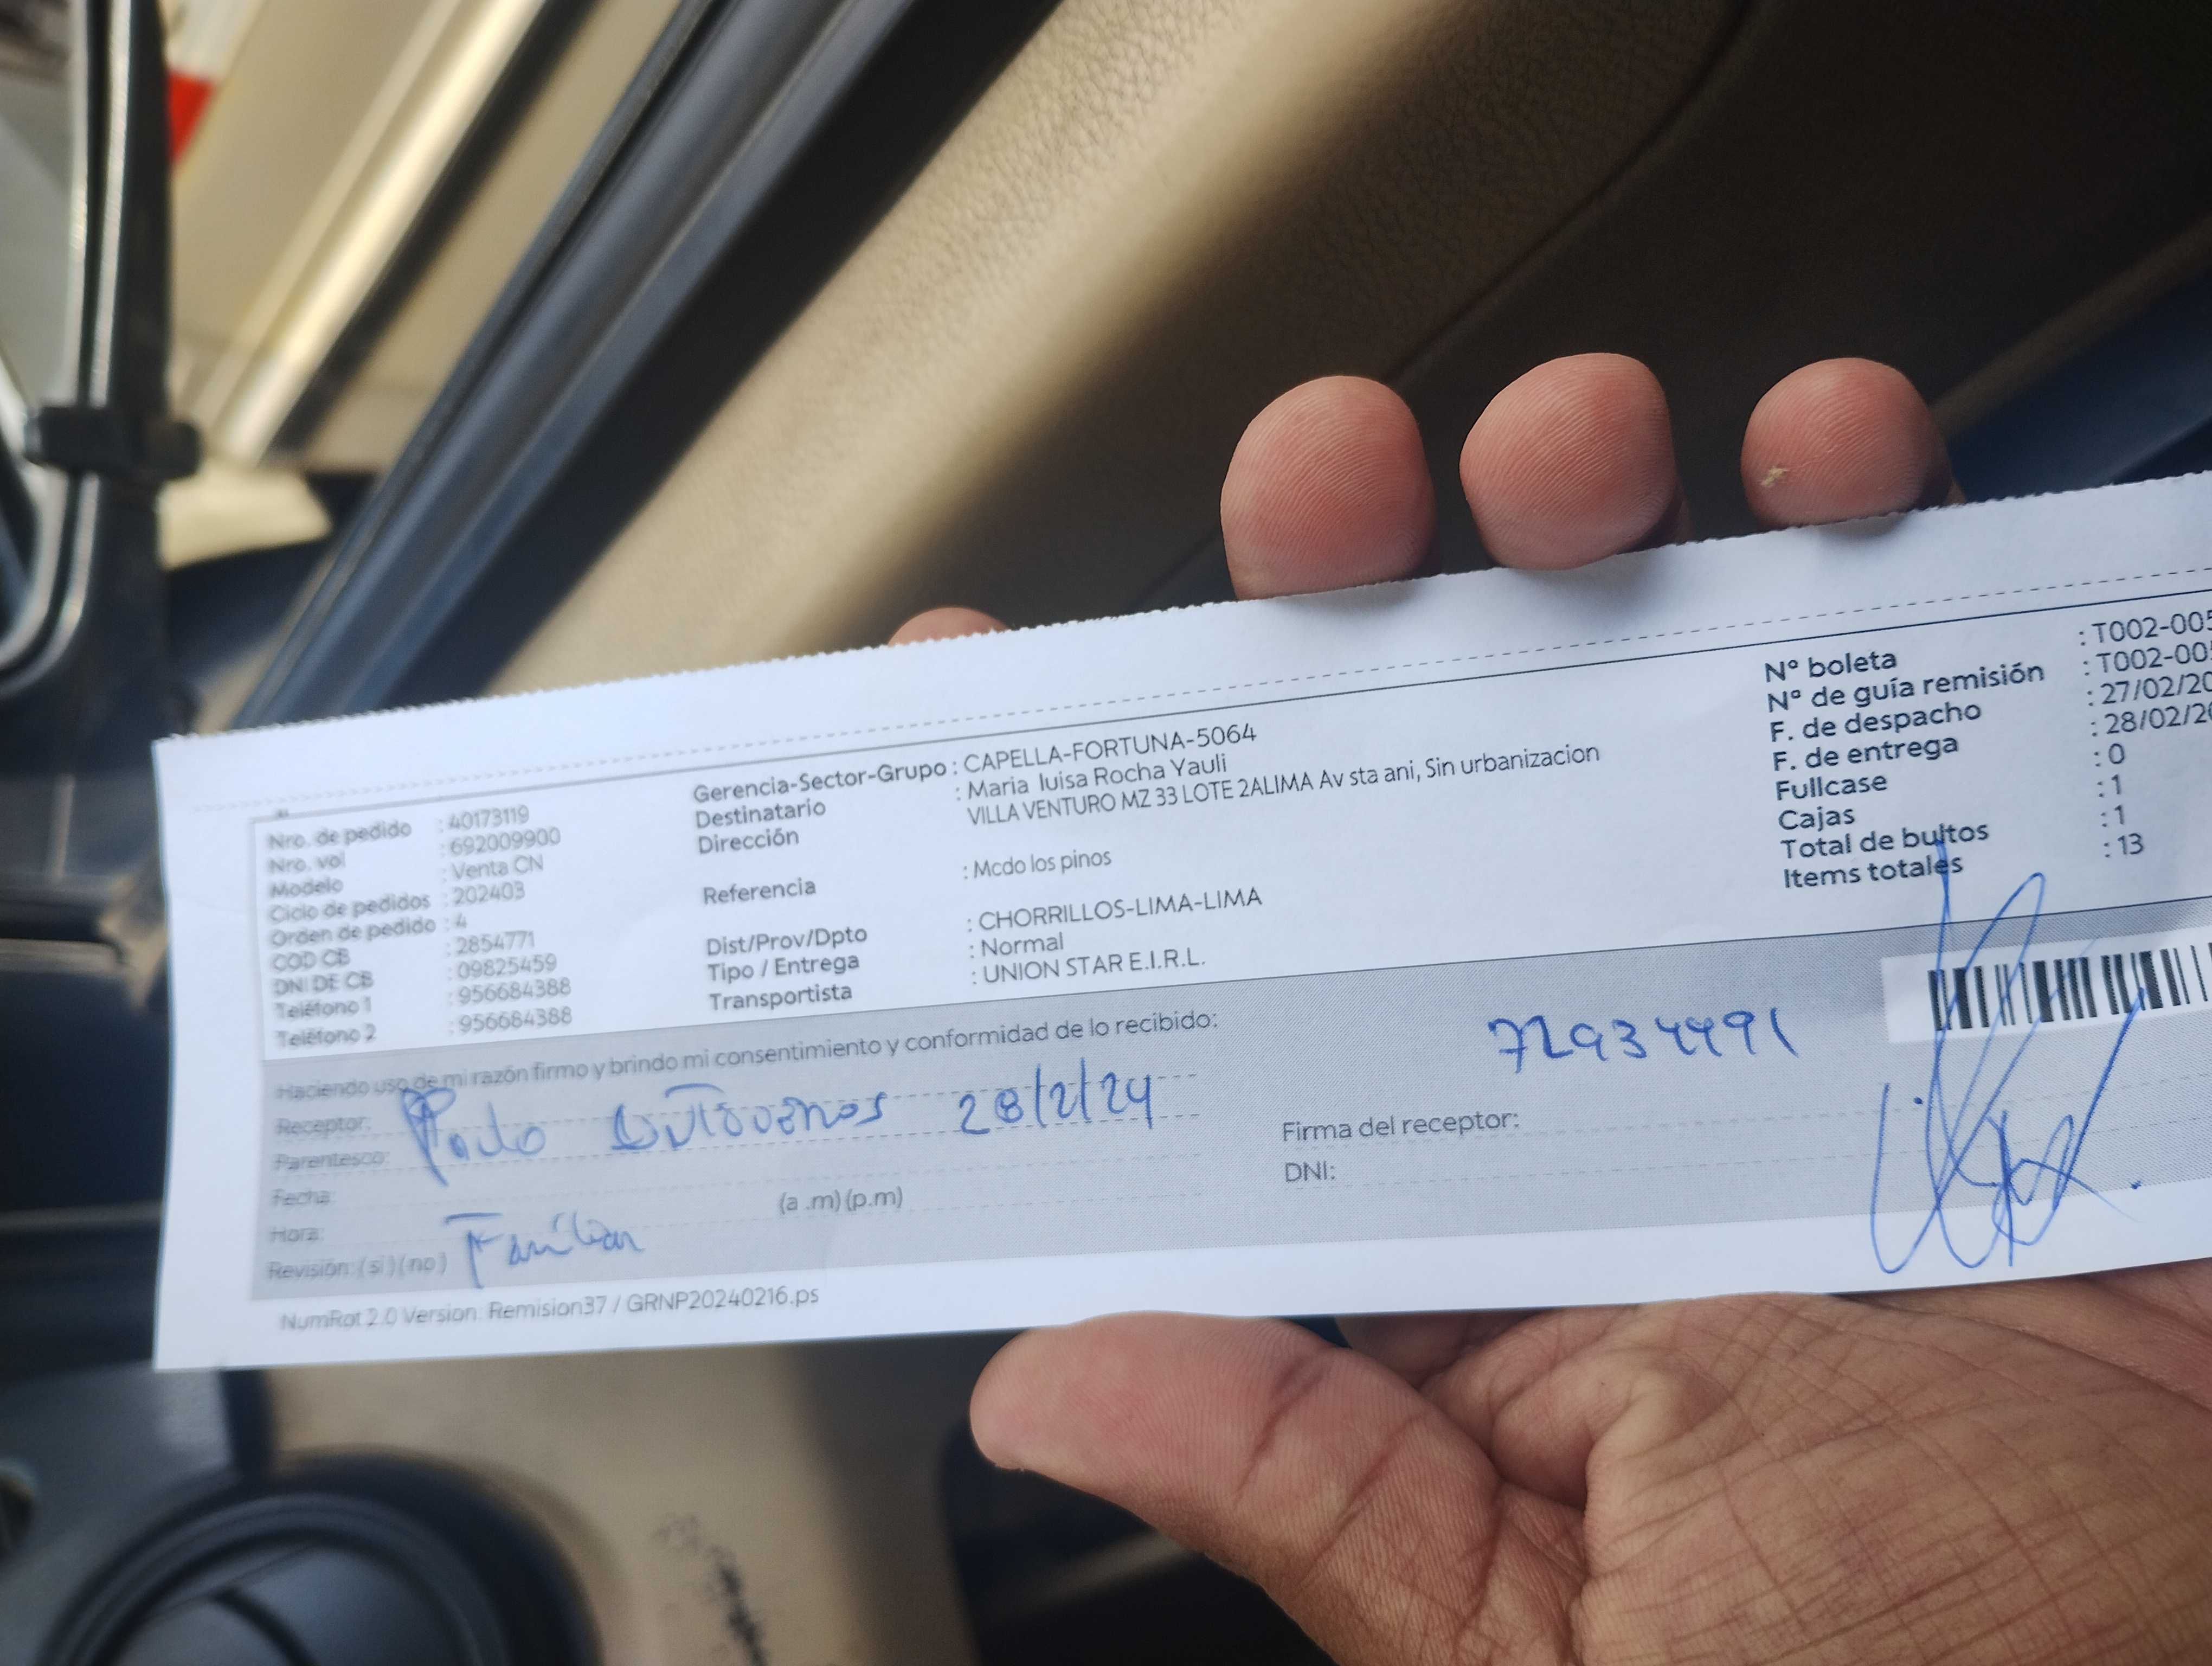 Nro. de pedido : 40173119
Nro. vol : 692009900
Modelo : Venta CN
Ciclo de pedidos : 202403
Orden de pedido : 4
COD CB : 2854771
DNI DE CB : 09825459
Teléfono 1 : 956684388
Teléfono 2 : 956684388
Gerencia-Sector-Grupo : CAPELLA-FORTUNA-5064
Destinatario : Maria luisa Rocha Yauli
Dirección VILLA VENTURO MZ 33 LOTE 2ALIMA Av sta ani, Sin urbanizacion
Referencia : Mcdo los pinos
Dist/Prov/Dpto : CHORRILLOS-LIMA-LIMA
Tipo / Entrega : Normal
Transportista : UNION STAR E.I.R.L.
N° boleta : T002-005
N° de guía remisión : T002-005
F. de despacho : 27/02/20
F. de entrega : 28/02/20
Fullcase : 0
Cajas : 1
Total de bultos : 1
Items totales : 13
Haciendo uso de mi razón firmo y brindo mi consentimiento y conformidad de lo recibido:
Receptor:
Parentesco: 28/2/24
Fecha:
Hora: (a .m) (p.m)
Revisión: (si) (no) Familiar
72934491
Firma del receptor:
DNI:
NumRot 2.0 Version: Remision37 / GRNP20240216.ps